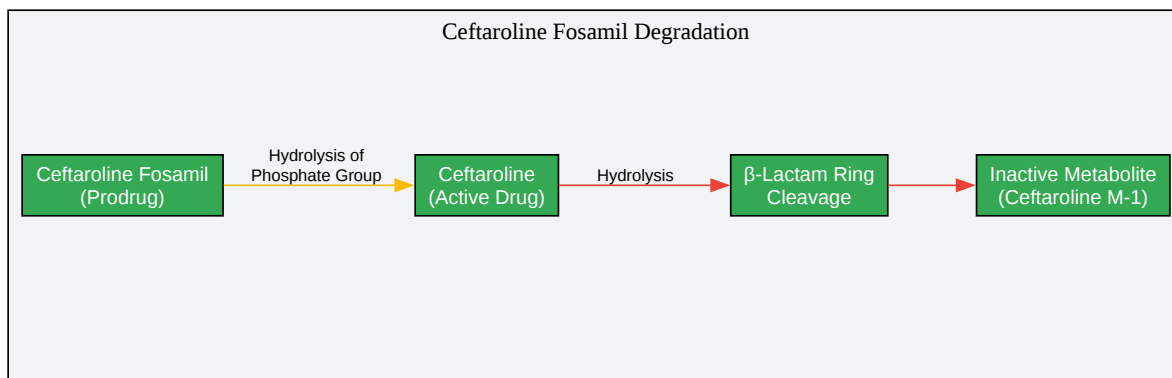 Ceftaroline Fosamil Degradation
Ceftaroline Fosamil
(Prodrug)
Hydrolysis of
Phosphate Group
Ceftaroline
(Active Drug)
Hydrolysis
β-Lactam Ring
Cleavage
Inactive Metabolite
(Ceftaroline M-1)